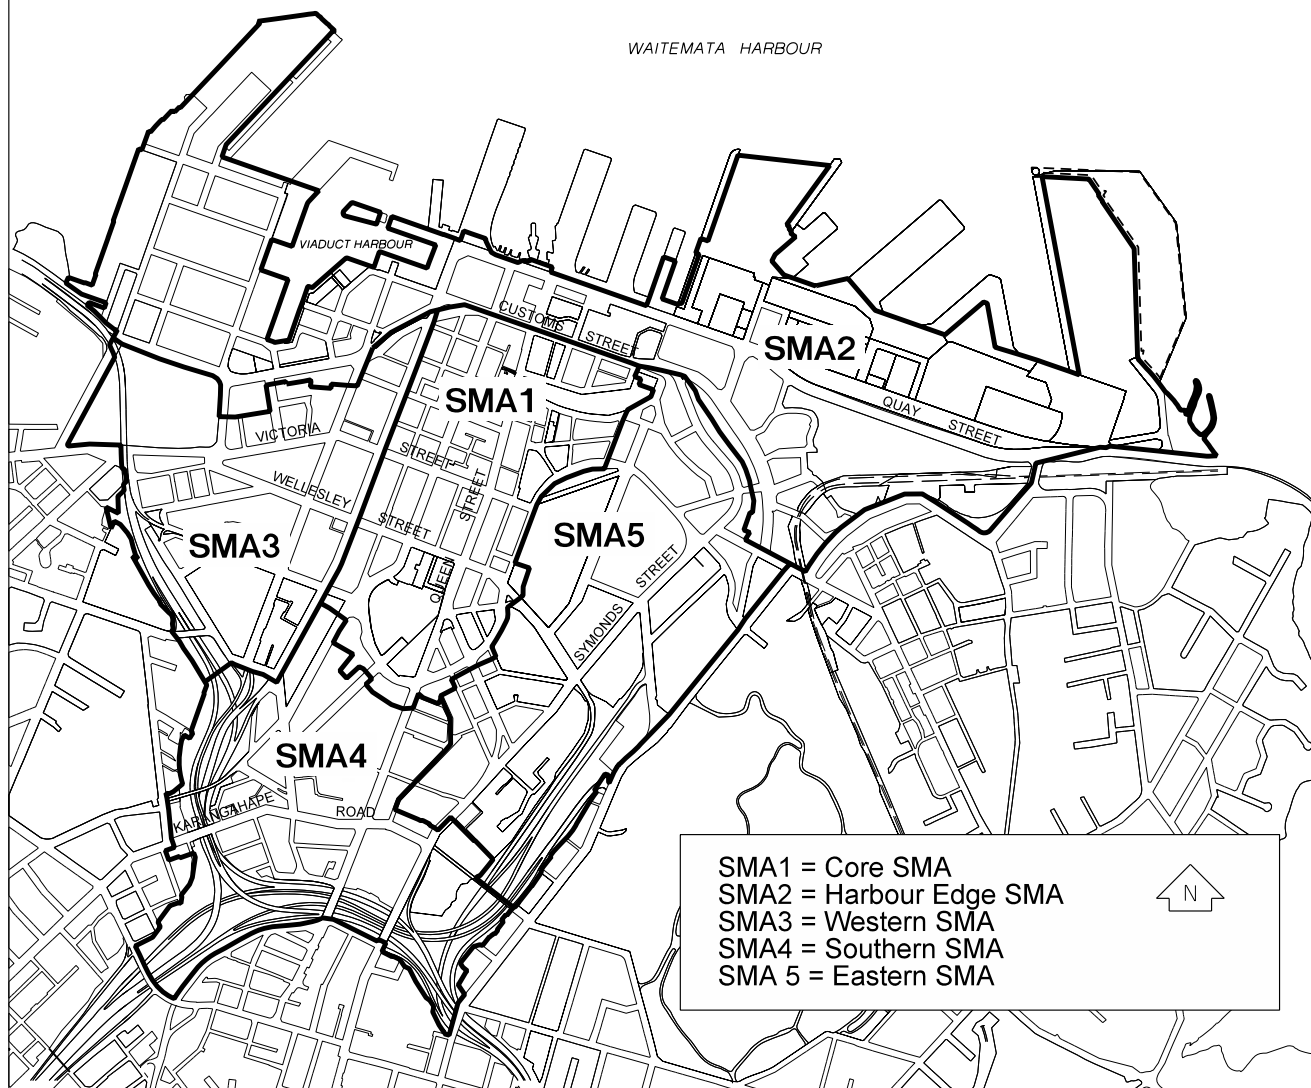 WAITEMATA HARBOUR
VIADUCT HARBOUR
CUSTOMS
STREET
SMA2
SMA1
QUAY
STREET
VICTORIA
STREET
WELLESLEY
STREET
STREET
QUEEN
SMA3
SMA5
SYMONDS
STREET
SMA4
KARANGAHAPE
ROAD
SMA1 = Core SMA
SMA2 = Harbour Edge SMA
SMA3 = Western SMA
SMA4 = Southern SMA
SMA 5 = Eastern SMA
N